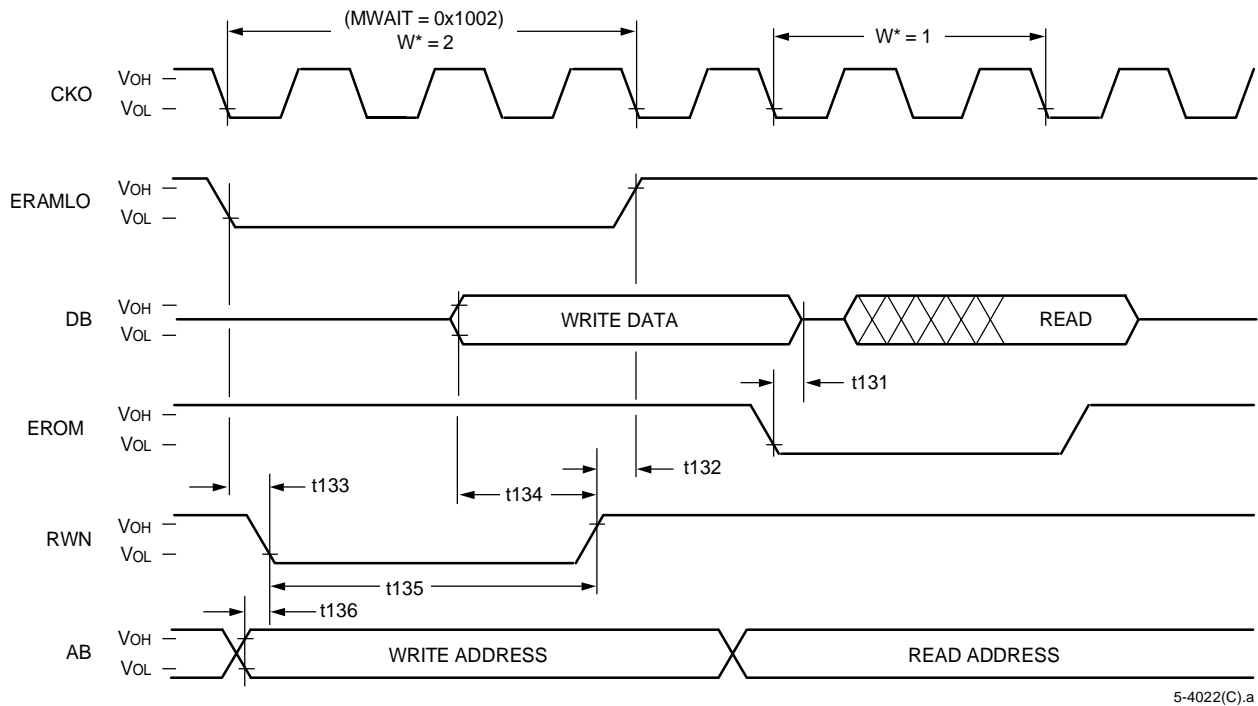 (MWAIT = 0x1002)
W* = 2
W* = 1
CKO
VOH
VOL
ERAMLO
VOH
VOL
DB
VOH
VOL
WRITE DATA
READ
t131
EROM
VOH
VOL
t132
t133
t134
RWN
VOH
VOL
t135
t136
AB
VOH
VOL
WRITE ADDRESS
READ ADDRESS
5-4022(C).a